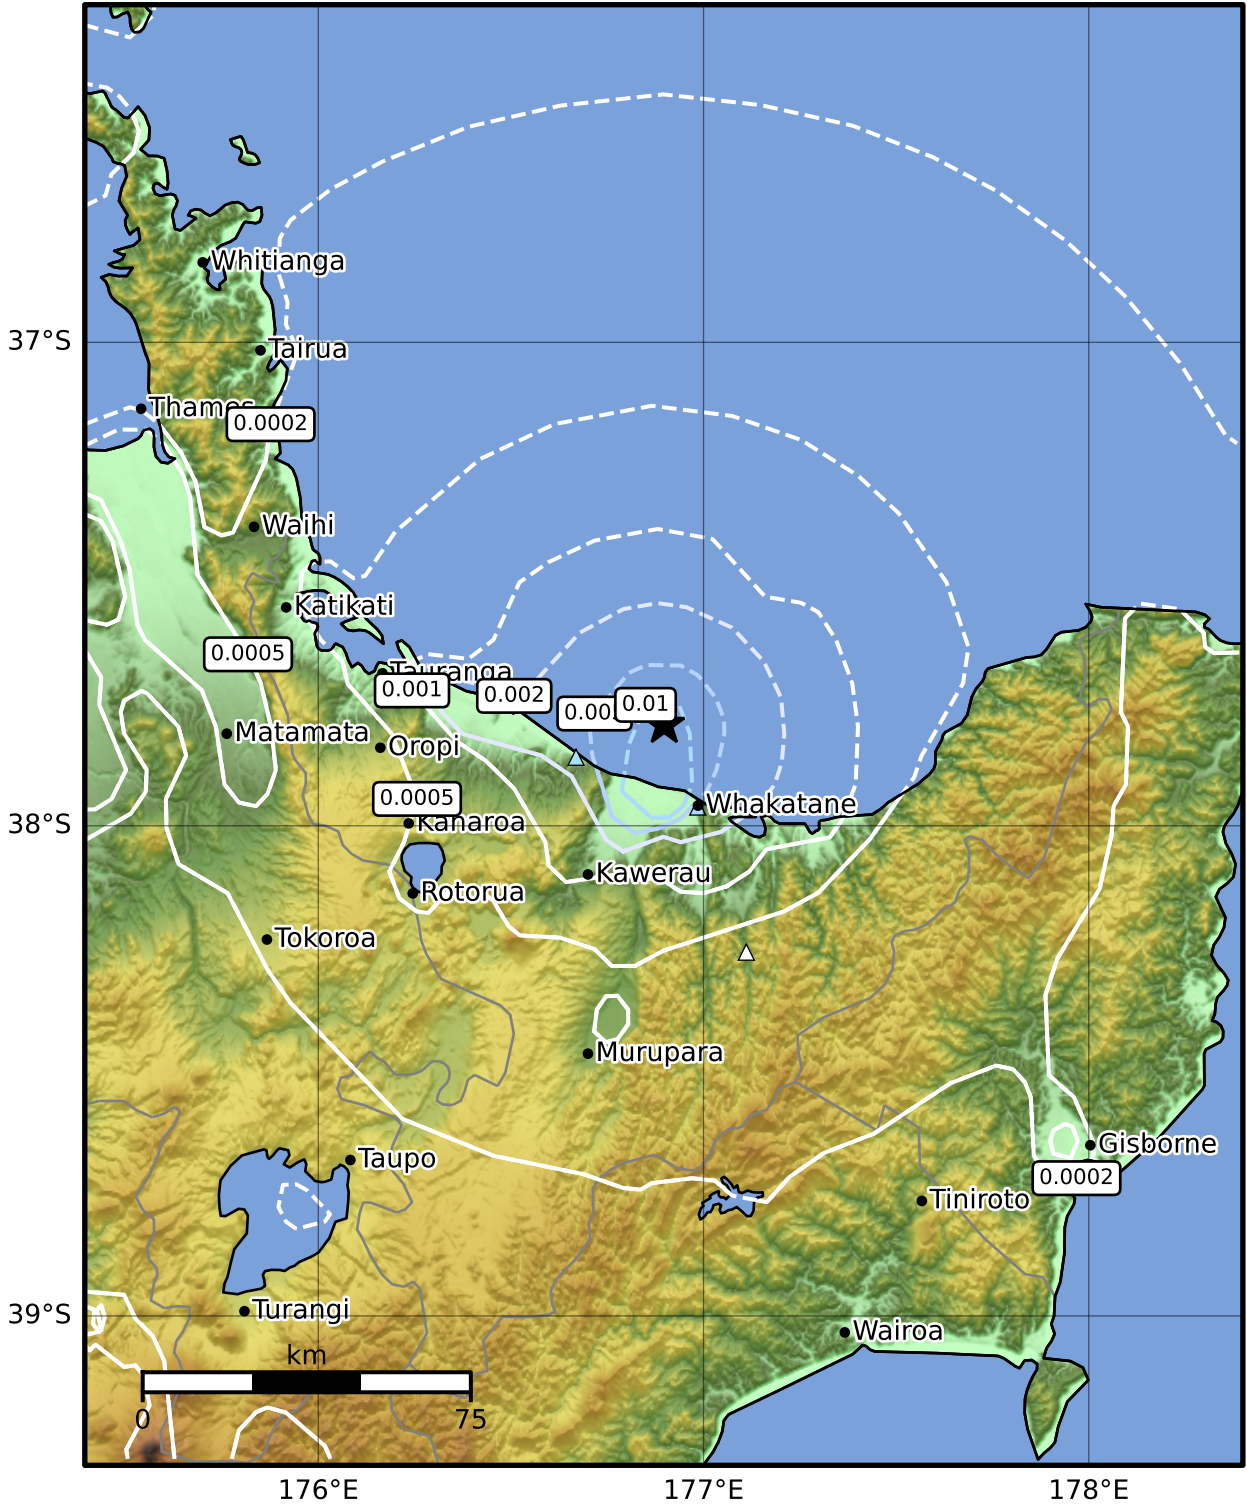 Whitianga
37°S
Tairua
Thames
0.0002
Waihi
Katikati
0.0005
Tauranga
0.001
0.002
0.01
Matamata
Oropi
0.0005
Whakatane
38°S
Kaharoa
Kawerau
Rotorua
Tokoroa
Murupara
Gisborne
Taupo
0.0002
Tiniroto
39°S
Turangi
Wairoa
km
0
75
176°E
177°E
178°E